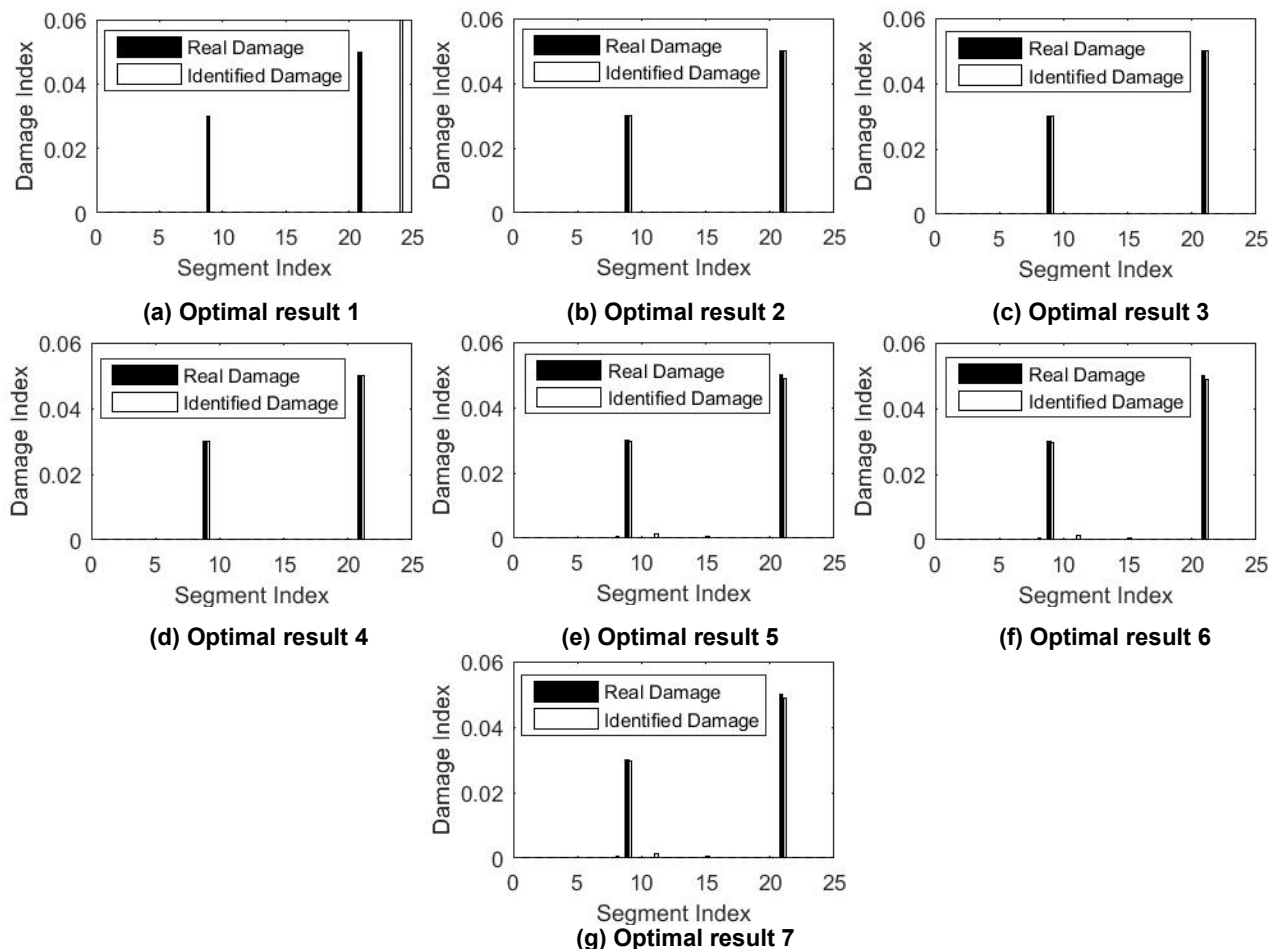 0.06
0.04
0.02
0
Damage Index
Real Damage
Identified Damage
0 5 10 15 20 25
Segment Index
(a) Optimal result 1
0.06
0.04
0.02
0
Damage Index
Real Damage
Identified Damage
0 5 10 15 20 25
Segment Index
(b) Optimal result 2
0.06
0.04
0.02
0
Damage Index
Real Damage
Identified Damage
0 5 10 15 20 25
Segment Index
(c) Optimal result 3
0.06
0.04
0.02
0
Damage Index
Real Damage
Identified Damage
0 5 10 15 20 25
Segment Index
(d) Optimal result 4
0.06
0.04
0.02
0
Damage Index
Real Damage
Identified Damage
0 5 10 15 20 25
Segment Index
(e) Optimal result 5
0.06
0.04
0.02
0
Damage Index
Real Damage
Identified Damage
0 5 10 15 20 25
Segment Index
(f) Optimal result 6
0.06
0.04
0.02
0
Damage Index
Real Damage
Identified Damage
0 5 10 15 20 25
Segment Index
(g) Optimal result 7